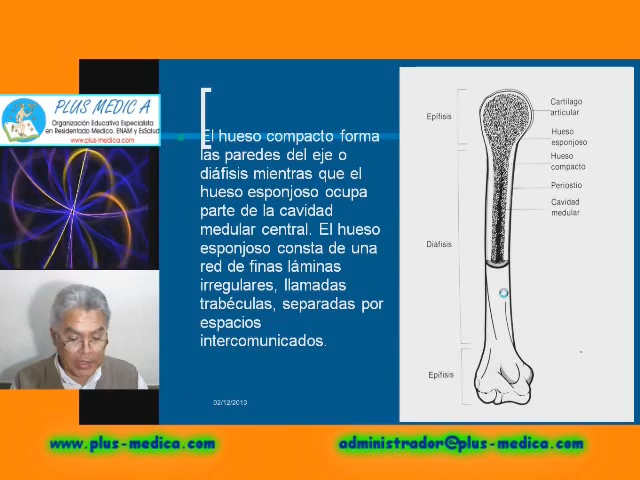 PLUS MEDIC A
Organización Educativa Especialista
en Residentado Medico, ENAM y EsSalud
www.plus-medica.com
El hueso compacto forma
las paredes del eje o
diáfisis mientras que el
hueso esponjoso ocupa
parte de la cavidad
medular central. El hueso
esponjoso consta de una
red de finas láminas
irregulares, llamadas
trabéculas, separadas por
espacios
intercomunicados.
02/12/2013
Epífisis
Diáfisis
Epífisis
Cartílago
articular
Hueso
esponjoso
Hueso
compacto
Periostio
Cavidad
medular
www.plus-medica.com
administrador@plus-medica.com